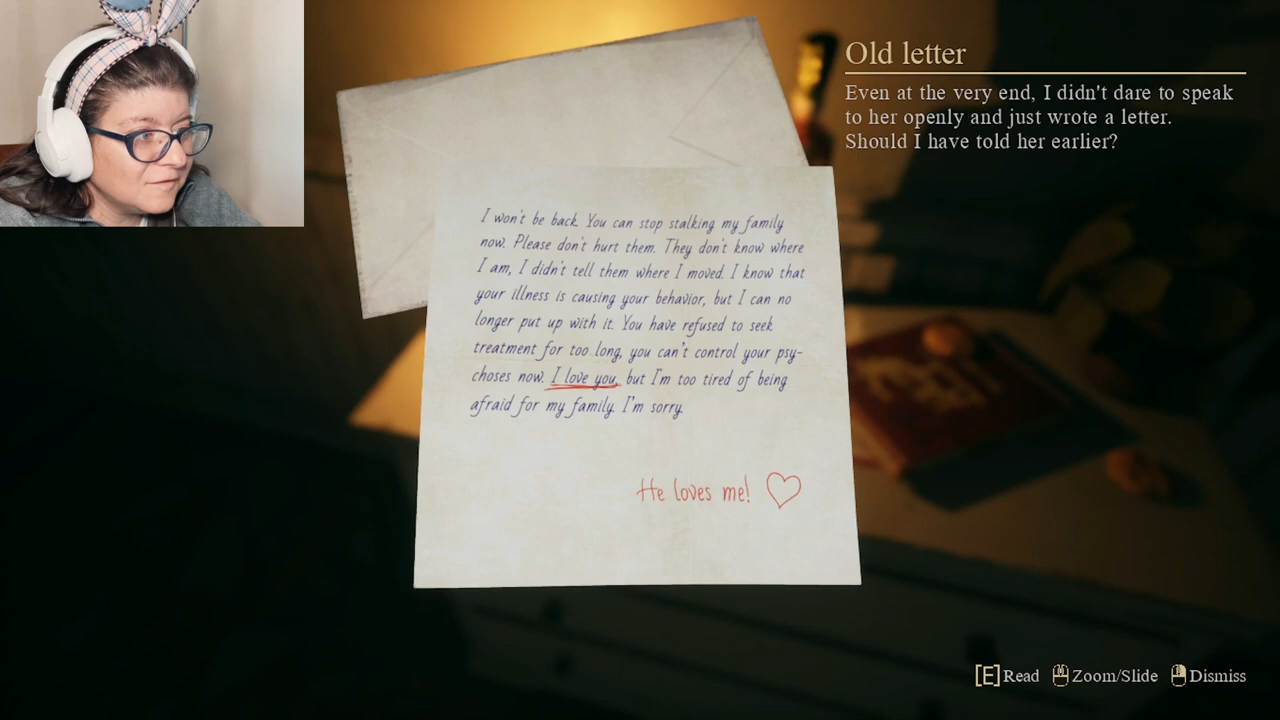 Old letter
Even at the very end, I didn't dare to speak
to her openly and just wrote a letter.
Should I have told her earlier?
I won't be back. You can stop stalking my family
now. Please don't hurt them. They don't know where
I am, I didn't tell them where I moved. I know that
your illness is causing your behavior, but I can no
longer put up with it. You have refused to seek
treatment for too long, you can't control your psy-
choses now. I love you, but I'm too tired of being
afraid for my family. I'm sorry.
He loves me!
[E] Read Zoom/Slide Dismiss